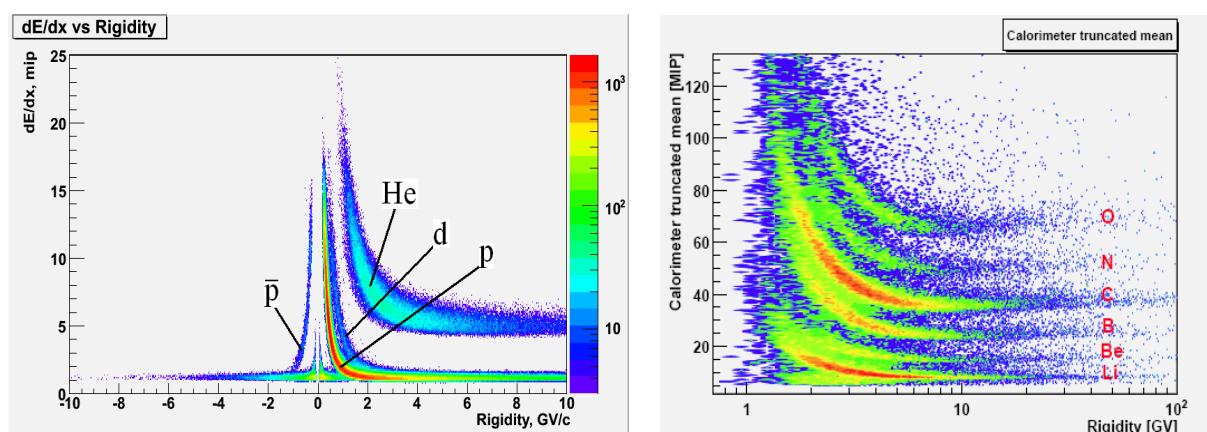 dE/dx vs Rigidity
dE/dx, mip
25
20
15
10
5
0
He
d
p
p̅
10³
10²
10
-10 -8 -6 -4 -2 0 2 4 6 8 10
Rigidity, GV/c
Calorimeter truncated mean
Calorimeter truncated mean [MIP]
120
100
80
60
40
20
O
N
C
B
Be
Li
1 10 10²
Rigidity [GV]